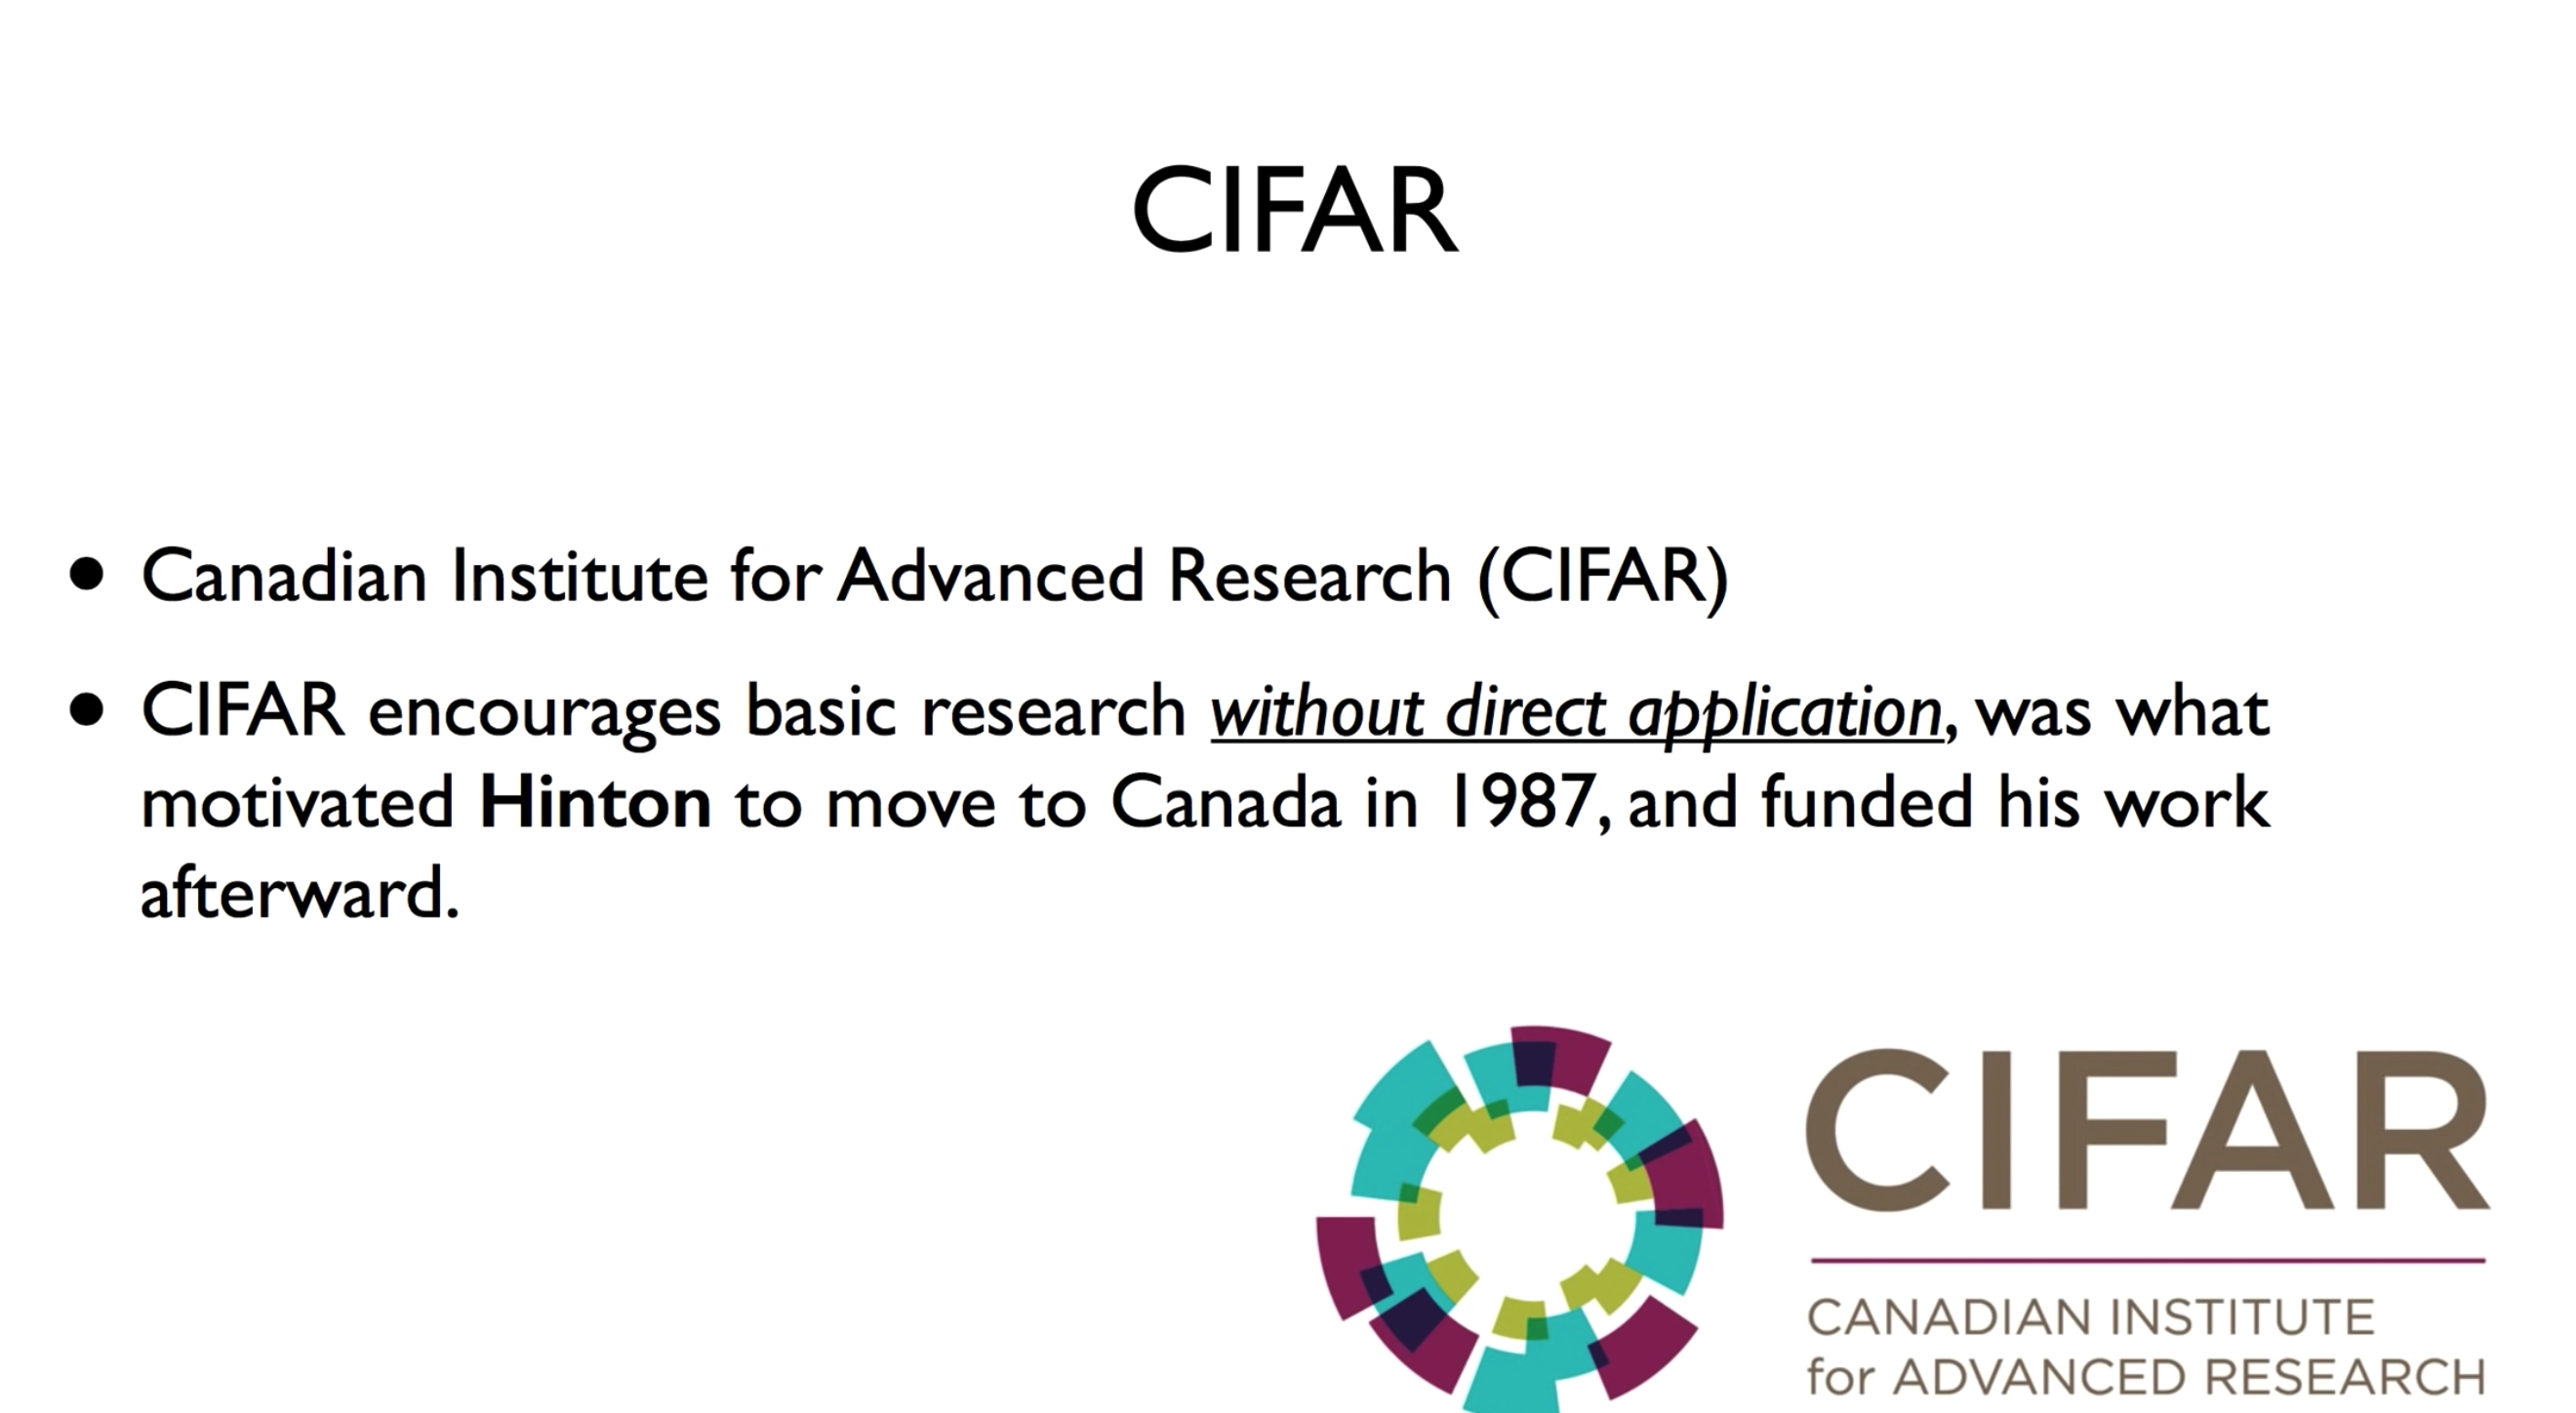 CIFAR
• Canadian Institute for Advanced Research (CIFAR)
• CIFAR encourages basic research without direct application, was what
motivated Hinton to move to Canada in 1987, and funded his work
afterward.
CIFAR
CANADIAN INSTITUTE
for ADVANCED RESEARCH